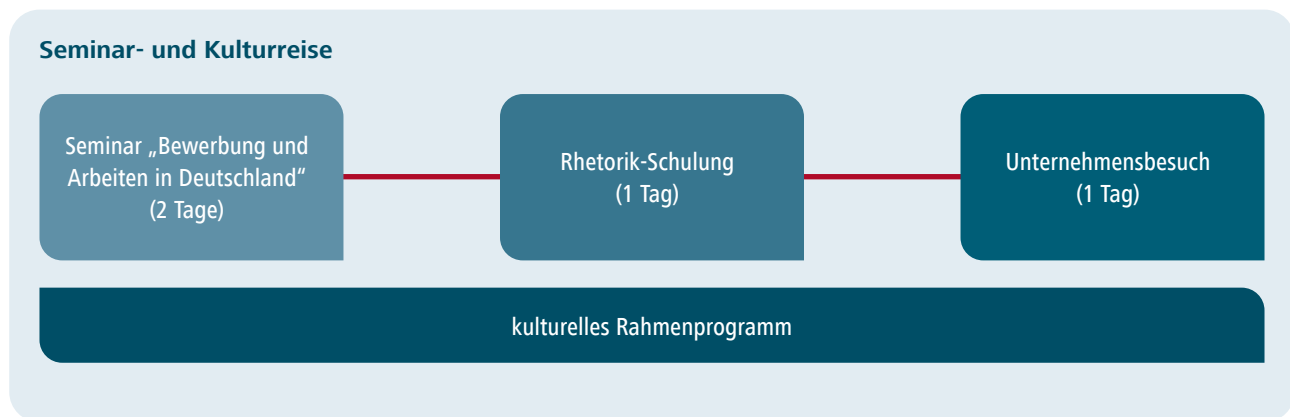 Seminar- und Kulturreise
Seminar „Bewerbung und
Arbeiten in Deutschland“
(2 Tage)
Rhetorik-Schulung
(1 Tag)
Unternehmensbesuch
(1 Tag)
kulturelles Rahmenprogramm